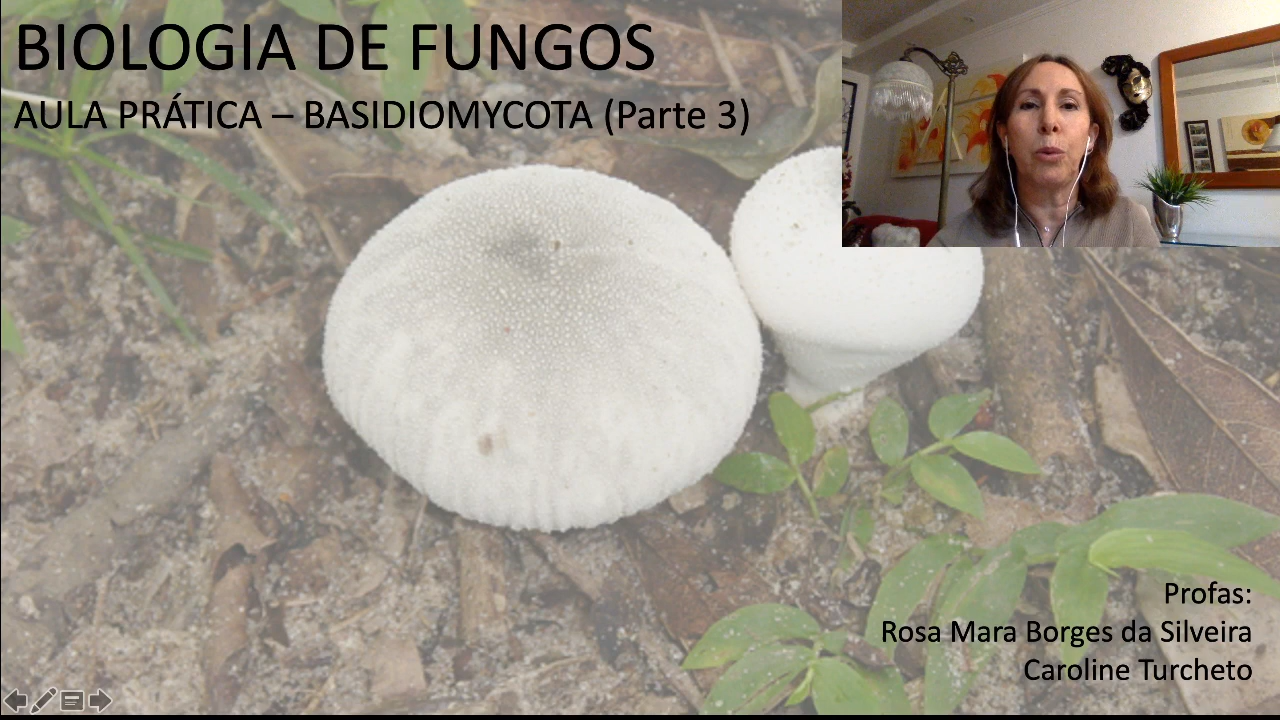 BIOLOGIA DE FUNGOS
AULA PRÁTICA – BASIDIOMYCOTA (Parte 3)
Profas:
Rosa Mara Borges da Silveira
Caroline Turcheto